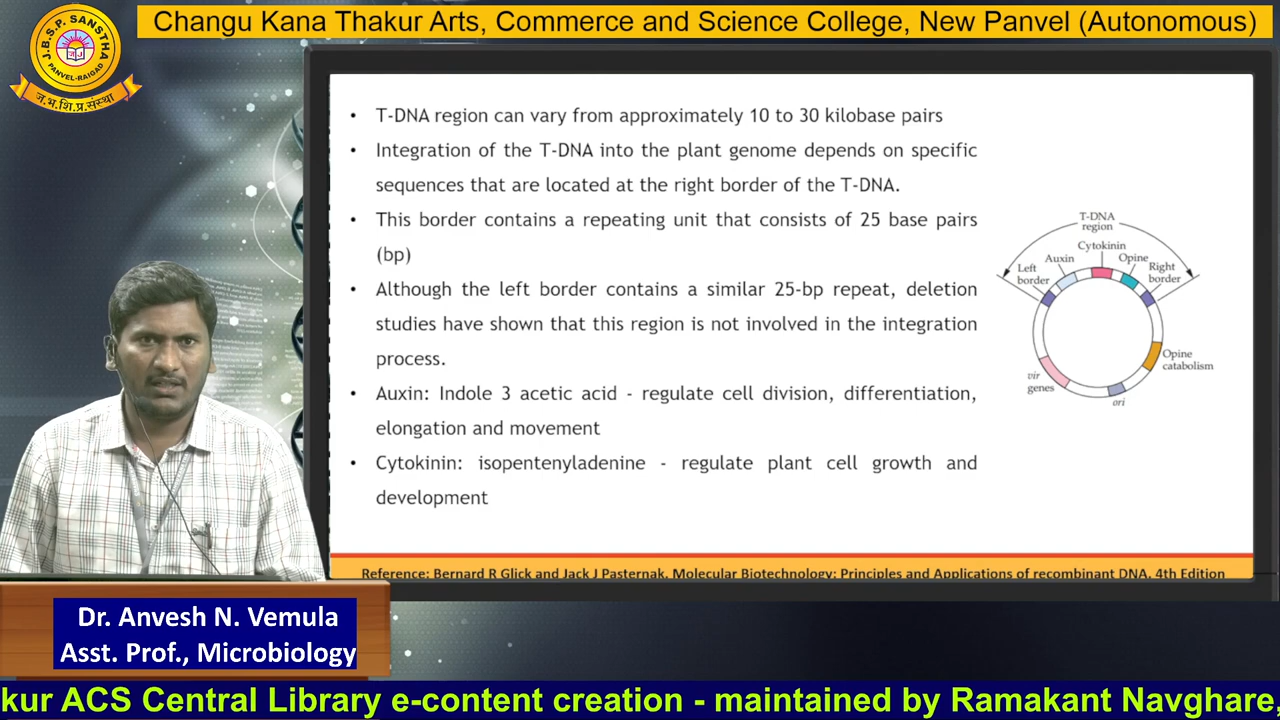 Changu Kana Thakur Arts, Commerce and Science College, New Panvel (Autonomous)
J.B.S.P. SANSTHA
PANVEL-RAIGAD
ज.भ.शि.प्र.संस्था
• T-DNA region can vary from approximately 10 to 30 kilobase pairs
• Integration of the T-DNA into the plant genome depends on specific
sequences that are located at the right border of the T-DNA.
• This border contains a repeating unit that consists of 25 base pairs
(bp)
• Although the left border contains a similar 25-bp repeat, deletion
studies have shown that this region is not involved in the integration
process.
• Auxin: Indole 3 acetic acid - regulate cell division, differentiation,
elongation and movement
• Cytokinin: isopentenyladenine - regulate plant cell growth and
development
T-DNA
region
Cytokinin
Auxin
Opine
Left
border
Right
border
Opine
catabolism
vir
genes
ori
Reference: Bernard R Glick and Jack J Pasternak, Molecular Biotechnology: Principles and Applications of recombinant DNA, 4th Edition
Dr. Anvesh N. Vemula
Asst. Prof., Microbiology
kur ACS Central Library e-content creation - maintained by Ramakant Navghare,